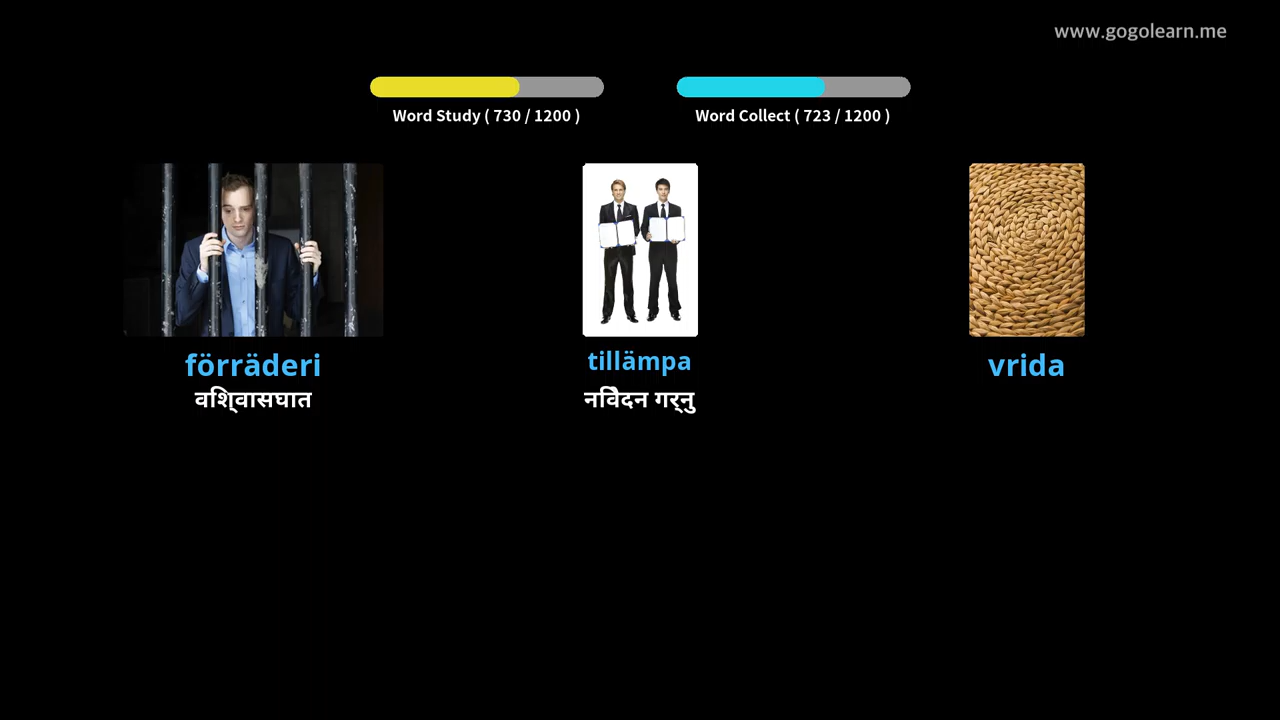 www.gogolearn.me
Word Study ( 730 / 1200 )
Word Collect ( 723 / 1200 )
förräderi
tillämpa
vrida
विश्वासघात
निवेदन गर्नु